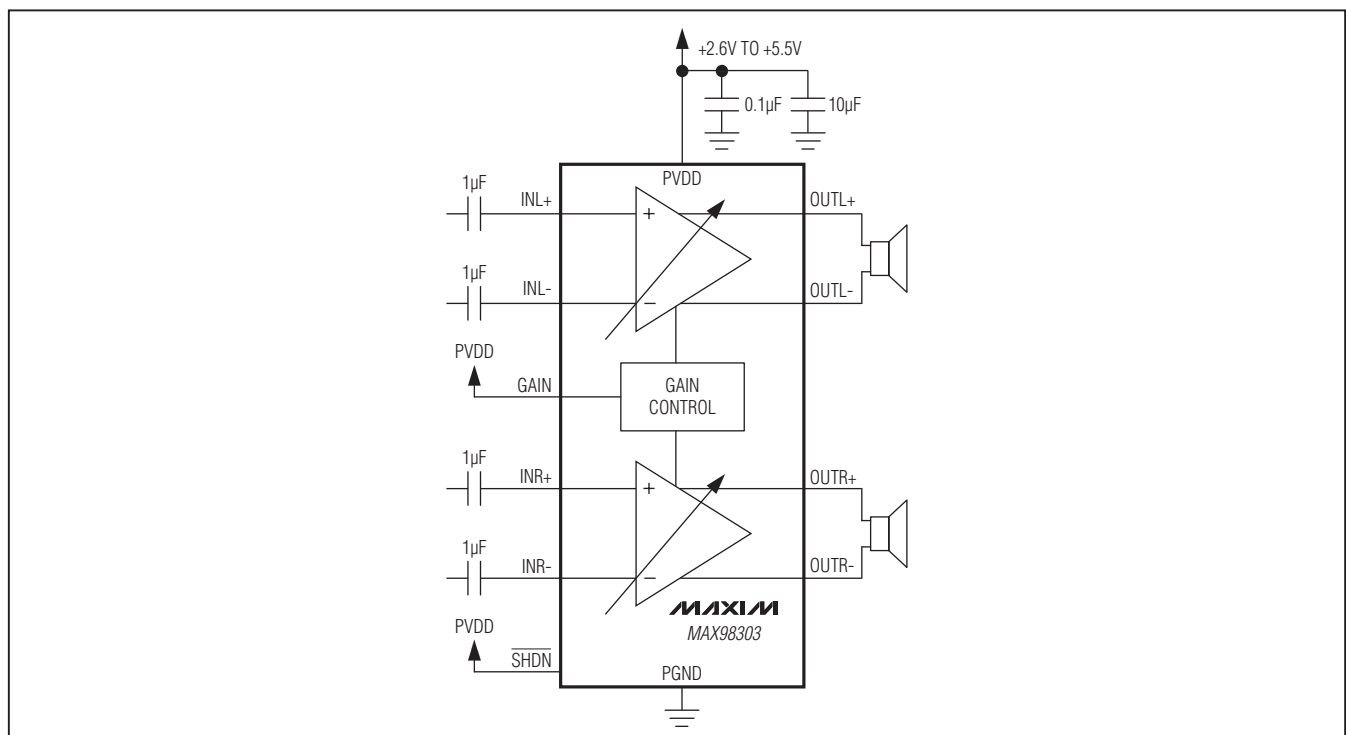 +2.6V TO +5.5V
0.1µF
10µF
PVDD
1µF
INL+
+
OUTL+
1µF
INL-
−
OUTL-
PVDD
GAIN
GAIN
CONTROL
1µF
INR+
+
OUTR+
1µF
INR-
−
OUTR-
MAXIM
MAX98303
PVDD
SHDN
PGND